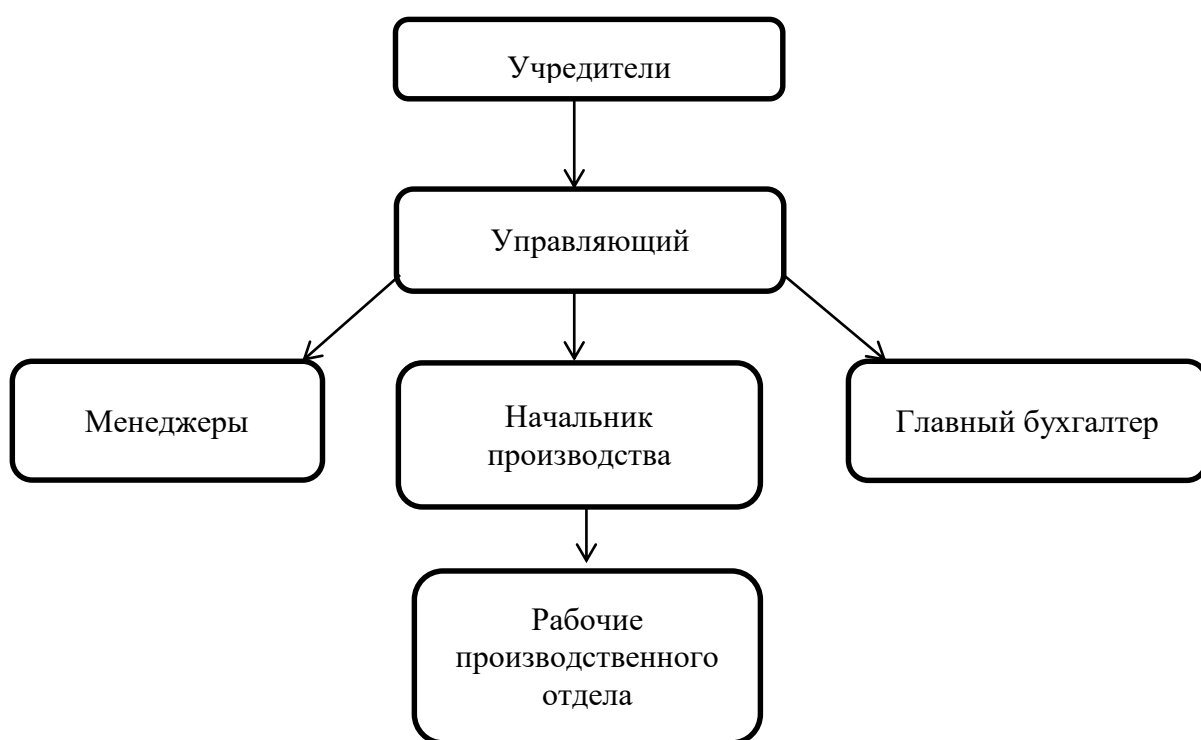 Учредители
Управляющий
Менеджеры
Начальник
производства
Главный бухгалтер
Рабочие
производственного
отдела